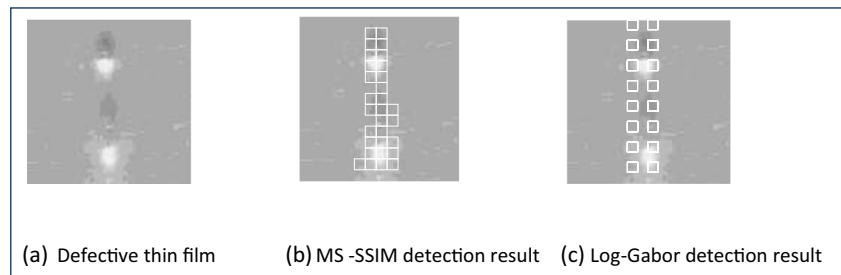 (a) Defective thin film
(b) MS -SSIM detection result
(c) Log-Gabor detection result